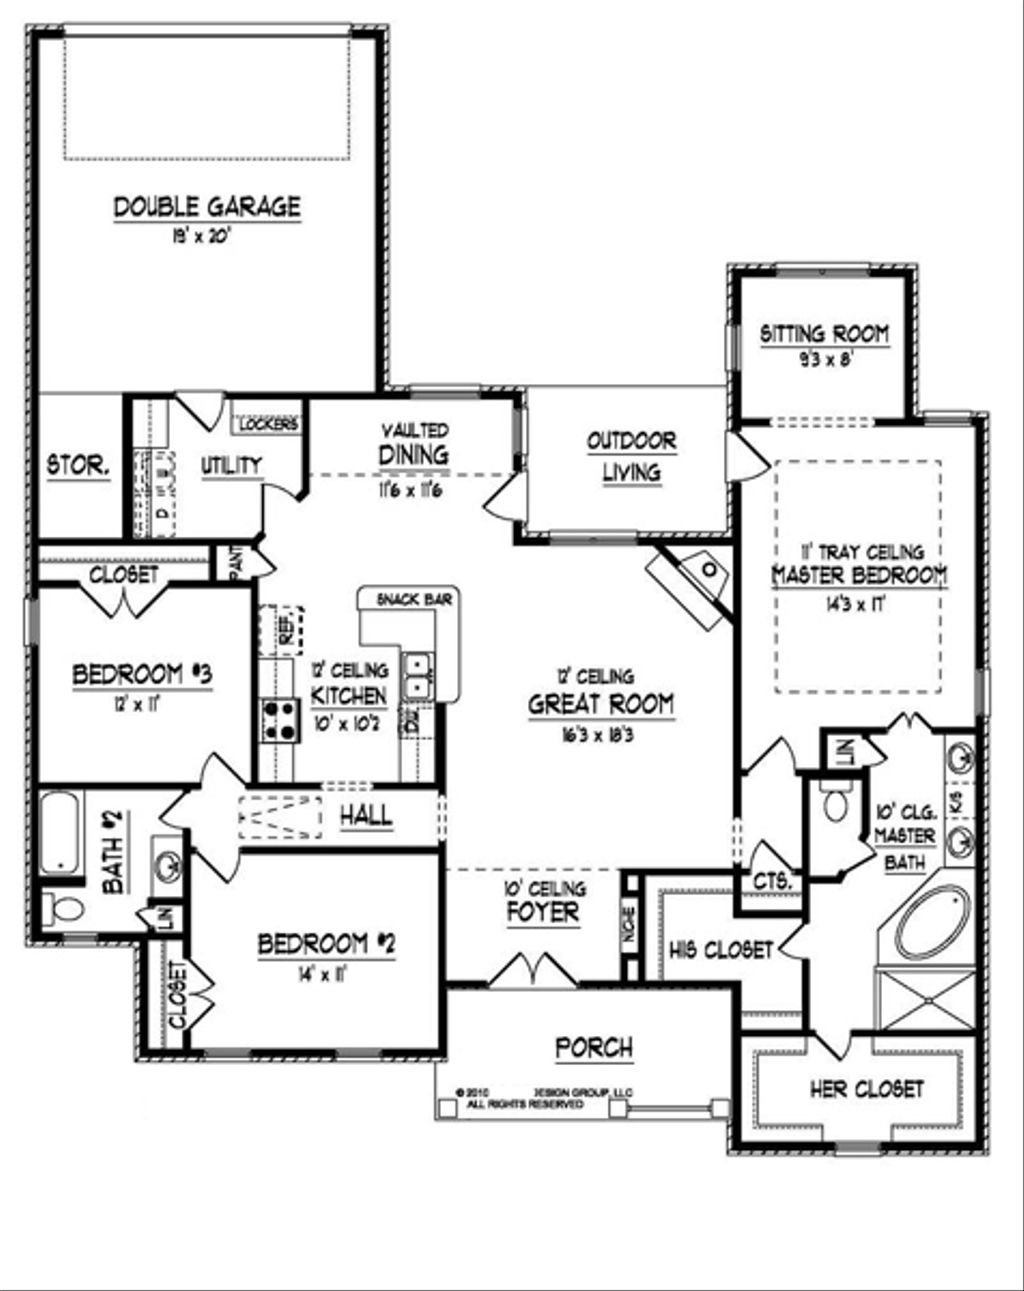 DOUBLE GARAGE
19' x 20'
SITTING ROOM
9'3 x 8'
LOCKERS
VAULTED
DINING
11'6 x 11'6
OUTDOOR
LIVING
STOR.
UTILITY
D
W
PANT
CLOSET
11' TRAY CEILING
MASTER BEDROOM
14'3 x 17'
SNACK BAR
REF.
BEDROOM #3
12' x 11'
12' CEILING
KITCHEN
10' x 10'2
DW
12' CEILING
GREAT ROOM
16'3 x 18'3
LIN
K/S
HALL
BATH #2
10' CLG.
MASTER
BATH
CTS.
10' CEILING
FOYER
NICHE
LIN
BEDROOM #2
14' x 11'
HIS CLOSET
CLOSET
PORCH
HER CLOSET
© 2010 DESIGN GROUP, LLC
ALL RIGHTS RESERVED